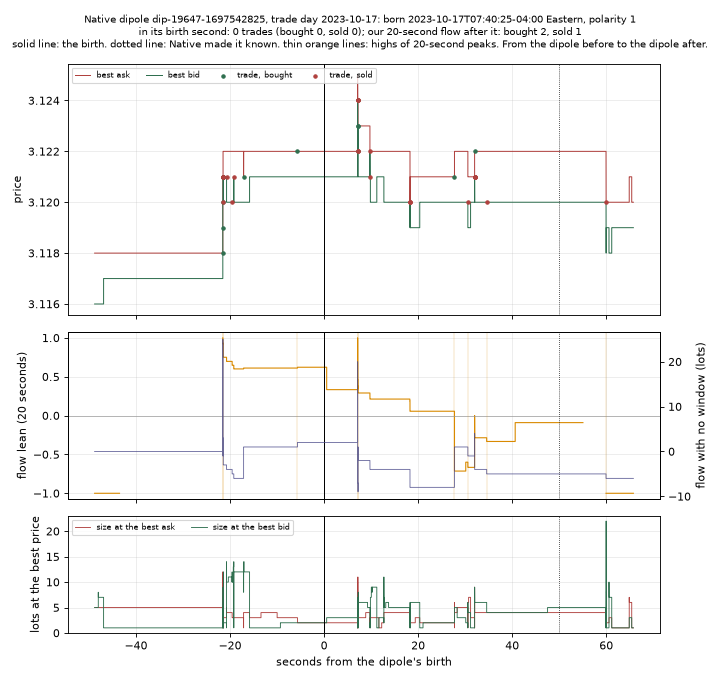 Native dipole dip-19647-1697542825, trade day 2023-10-17: born 2023-10-17T07:40:25-04:00 Eastern, polarity 1
in its birth second: 0 trades (bought 0, sold 0); our 20-second flow after it: bought 2, sold 1
solid line: the birth. dotted line: Native made it known. thin orange lines: highs of 20-second peaks. From the dipole before to the dipole after.
best ask
best bid
trade, bought
trade, sold
3.124
3.122
3.120
3.118
3.116
price
1.0
0.5
0.0
−0.5
−1.0
flow lean (20 seconds)
20
10
0
−10
flow with no window (lots)
size at the best ask
size at the best bid
20
15
10
5
0
lots at the best price
−40
−20
0
20
40
60
seconds from the dipole's birth